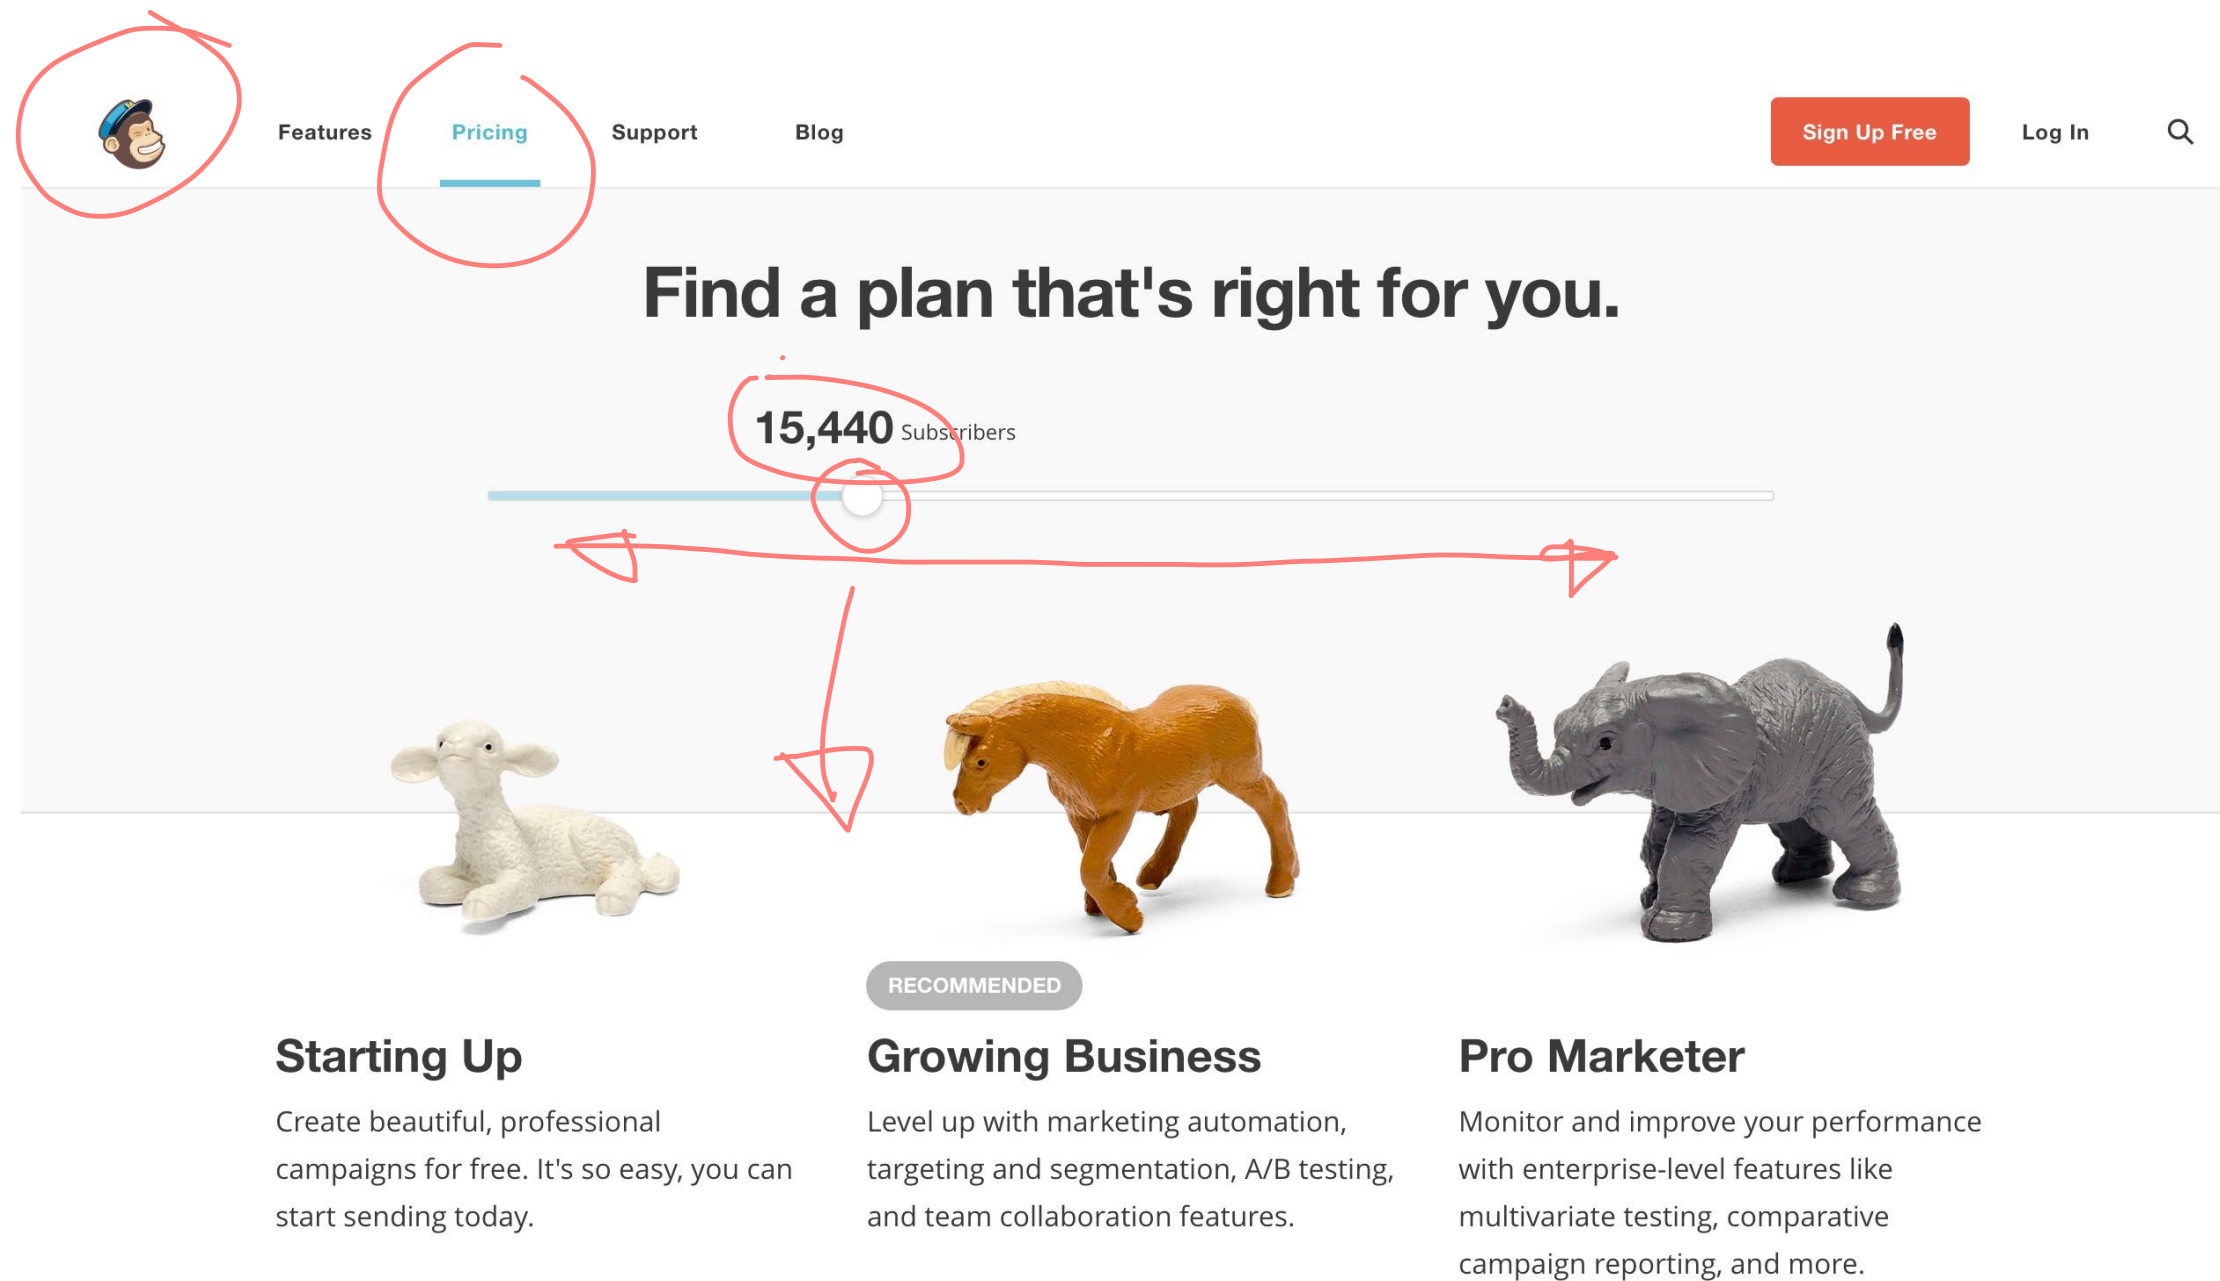 Features Pricing Support Blog Sign Up Free Log In
Find a plan that's right for you.
15,440 Subscribers
RECOMMENDED
Starting Up
Create beautiful, professional
campaigns for free. It's so easy, you can
start sending today.
Growing Business
Level up with marketing automation,
targeting and segmentation, A/B testing,
and team collaboration features.
Pro Marketer
Monitor and improve your performance
with enterprise-level features like
multivariate testing, comparative
campaign reporting, and more.